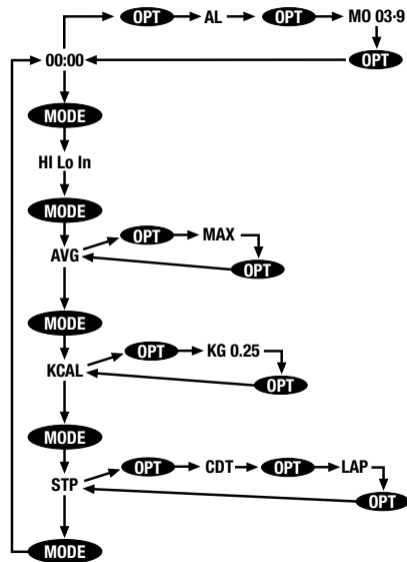 OPT AL OPT MO 03·9
00:00 OPT
MODE
HI Lo In
MODE
OPT MAX
AVG OPT
MODE
OPT KG 0.25
KCAL OPT
MODE
OPT CDT OPT LAP
STP OPT
MODE